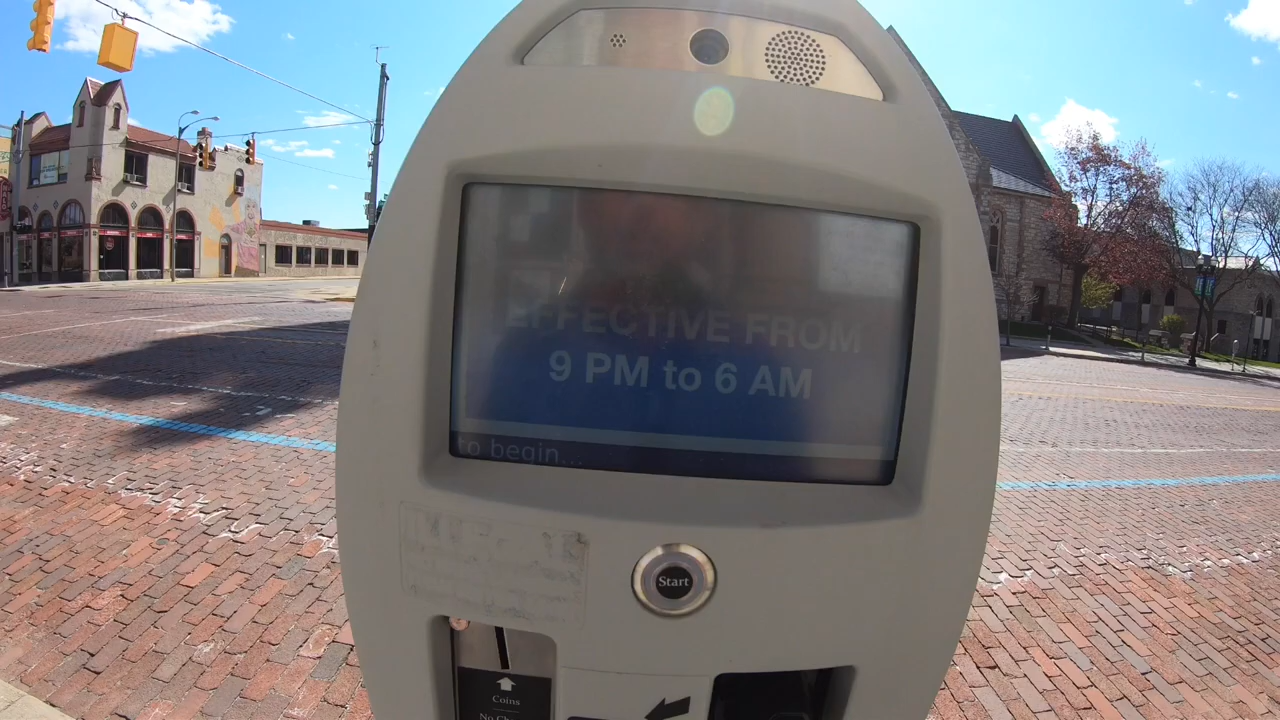 EFFECTIVE FROM
9 PM to 6 AM
to begin...
Start
Coins